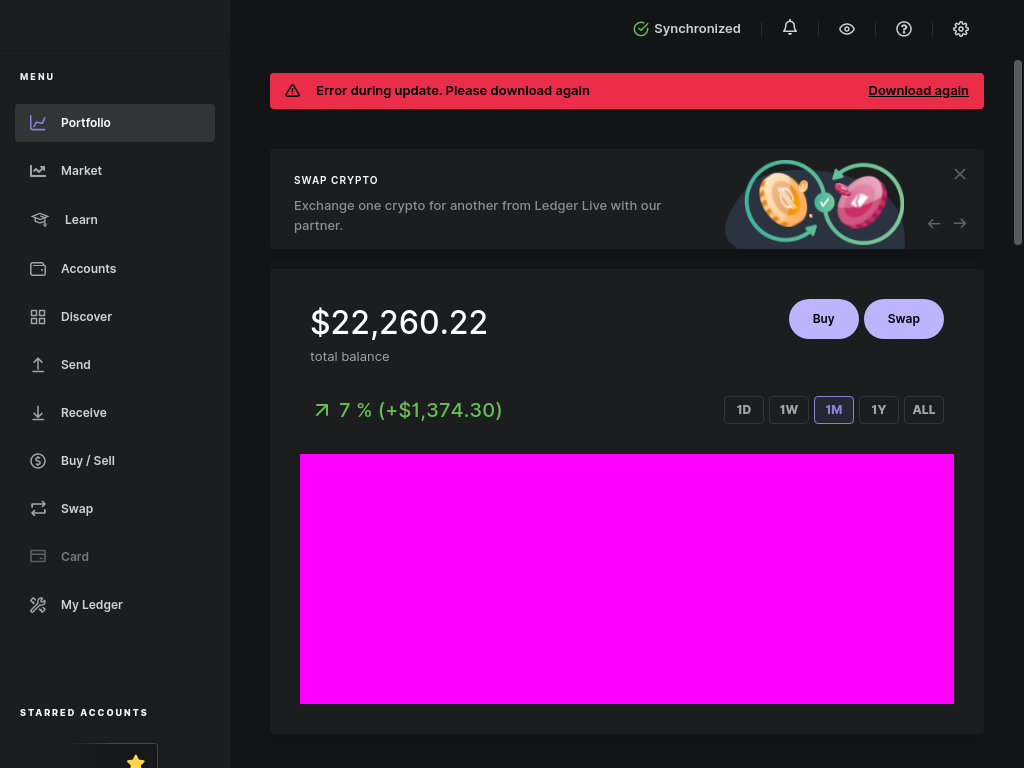 Synchronized
MENU
Portfolio
Market
Learn
Accounts
Discover
Send
Receive
Buy / Sell
Swap
Card
My Ledger
STARRED ACCOUNTS
Error during update. Please download again
Download again
SWAP CRYPTO
Exchange one crypto for another from Ledger Live with our
partner.
$22,260.22
total balance
Buy
Swap
7 % (+$1,374.30)
1D
1W
1M
1Y
ALL